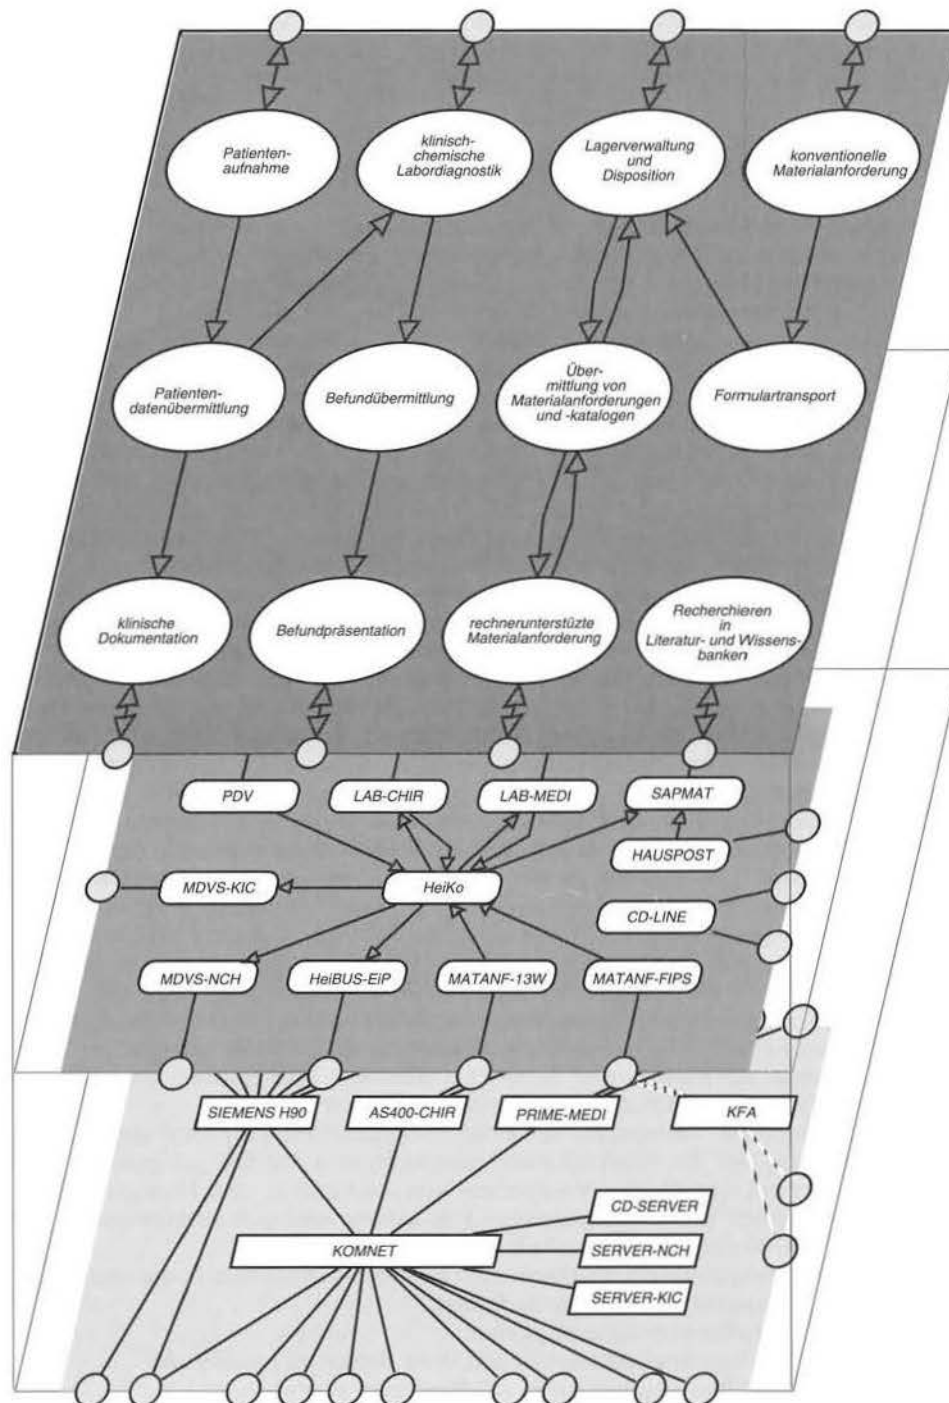 Patienten-
aufnahme
klinisch-
chemische
Labordiagnostik
Lagerverwaltung
und
Disposition
konventionelle
Materialanforderung
Patienten-
datenübermittlung
Befundübermittlung
Über-
mittlung von
Materialanforderungen
und -katalogen
Formulartransport
klinische
Dokumentation
Befundpräsentation
rechnerunterstüzte
Materialanforderung
Recherchieren
in
Literatur- und Wissens-
banken
PDV
LAB-CHIR
LAB-MEDI
SAPMAT
HAUSPOST
MDVS-KIC
HeiKo
CD-LINE
MDVS-NCH
HeiBUS-EiP
MATANF-13W
MATANF-FIPS
SIEMENS H90
AS400-CHIR
PRIME-MEDI
KFA
CD-SERVER
KOMNET
SERVER-NCH
SERVER-KIC